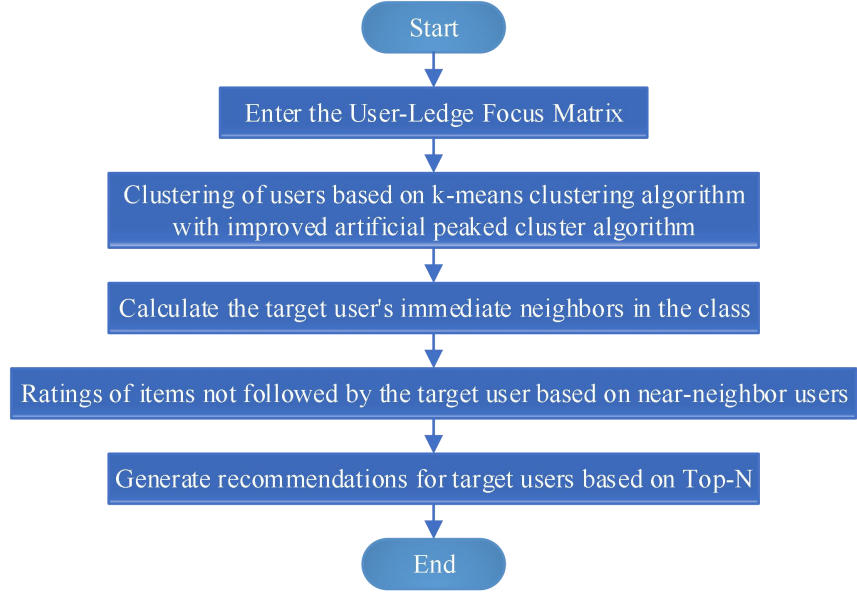 Start
Enter the User-Ledge Focus Matrix
Clustering of users based on k-means clustering algorithm
with improved artificial peaked cluster algorithm
Calculate the target user's immediate neighbors in the class
Ratings of items not followed by the target user based on near-neighbor users
Generate recommendations for target users based on Top-N
End